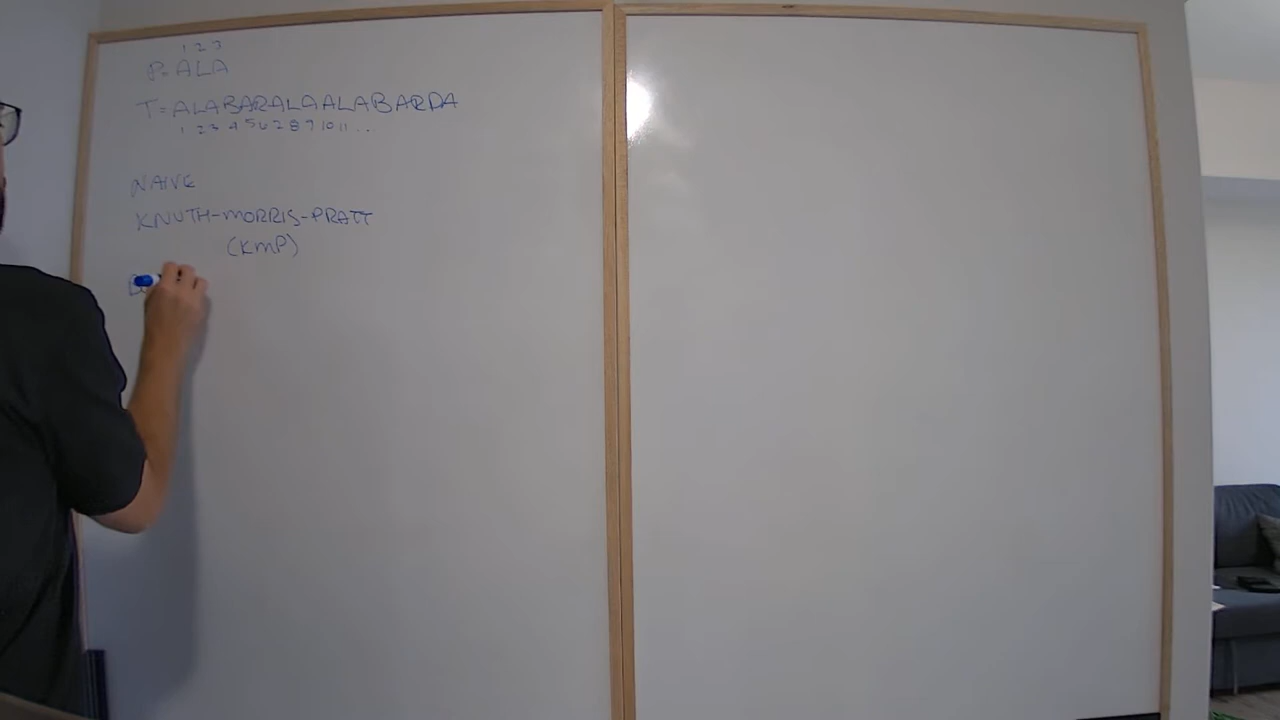 1 2 3
P=ALA
T=ALABARALAALABARDA
1 2 3 4 5 6 7 8 9 10 11 ...
NAIVE
KNUTH-MORRIS-PRATT
(KMP)